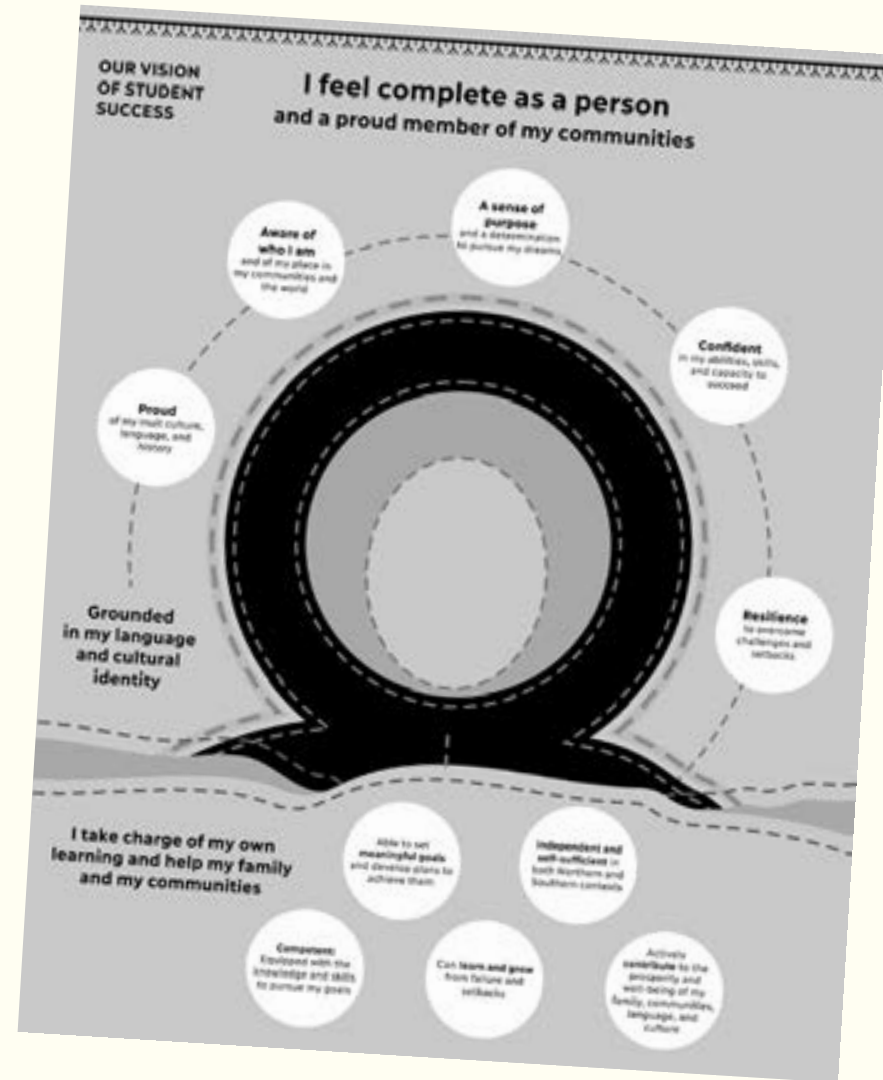 OUR VISION
OF STUDENT
SUCCESS
I feel complete as a person
and a proud member of my communities
A sense of
purpose
and a determination
to pursue my dreams
Aware of
who I am
and of my place in
my communities and
the world
Confident
in my abilities, skills,
and capacity to
succeed
Proud
of my Inuit culture,
language, and
history
Resilience
to overcome
challenges and
setbacks
Grounded
in my language
and cultural
identity
I take charge of my own
learning and help my family
and my communities
Able to set
meaningful goals
and develop plans to
achieve them
Independent and
self-sufficient in
both Northern and
Southern contexts
Competent:
Equipped with the
knowledge and skills
to pursue my goals
Can learn and grow
from failure and
setbacks
Actively
contribute to the
prosperity and
well-being of my
family, communities,
language, and
culture